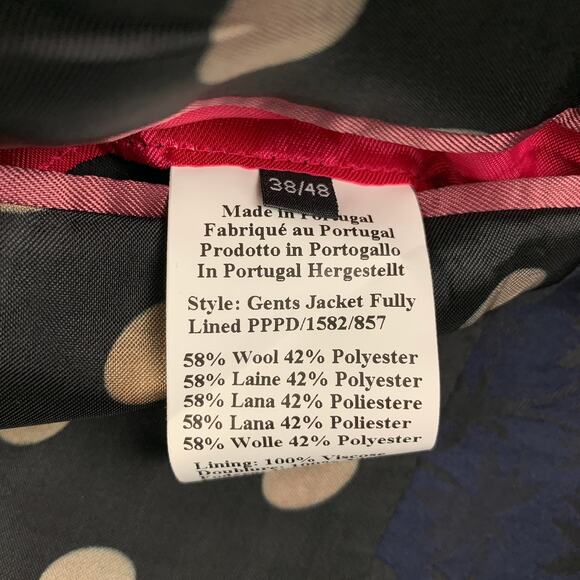 38/48
Made in Portugal
Fabriqué au Portugal
Prodotto in Portogallo
In Portugal Hergestellt
Style: Gents Jacket Fully
Lined PPPD/1582/857
58% Wool 42% Polyester
58% Laine 42% Polyester
58% Lana 42% Poliestere
58% Lana 42% Poliester
58% Wolle 42% Polyester
Lining: 100% Viscose
Doublure: